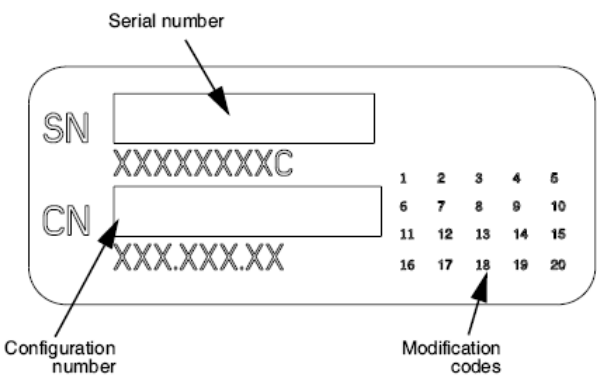 Serial number
SN
XXXXXXXXC
CN
XXX.XXX.XX
1 2 3 4 5
6 7 8 9 10
11 12 13 14 15
16 17 18 19 20
Configuration
number
Modification
codes